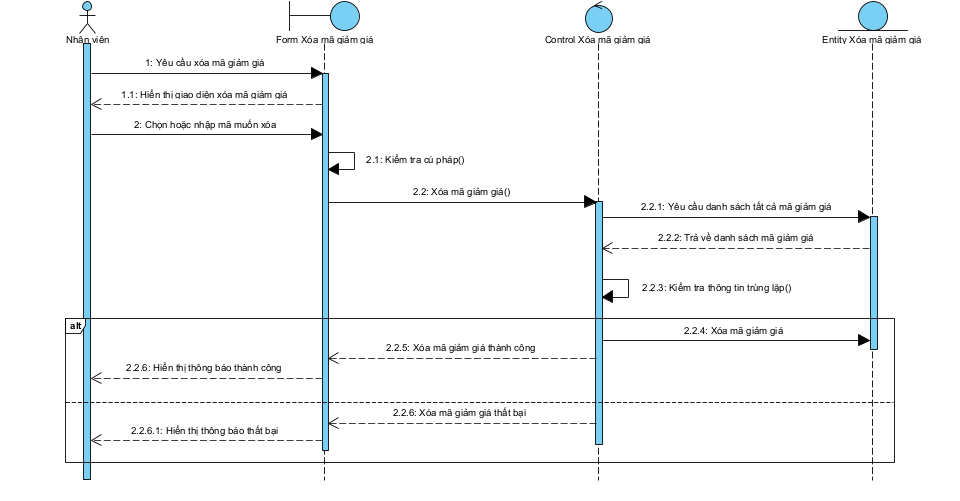 Nhân viên
Form Xóa mã giảm giá
Control Xóa mã giảm giá
Entity Xóa mã giảm giá
1: Yêu cầu xóa mã giảm giá
1.1: Hiển thị giao diện xóa mã giảm giá
2: Chọn hoặc nhập mã muốn xóa
2.1: Kiểm tra cú pháp()
2.2: Xóa mã giảm giá()
2.2.1: Yêu cầu danh sách tất cả mã giảm giá
2.2.2: Trả về danh sách mã giảm giá
2.2.3: Kiểm tra thông tin trùng lặp()
alt
2.2.4: Xóa mã giảm giá
2.2.5: Xóa mã giảm giá thành công
2.2.6: Hiển thị thông báo thành công
2.2.6: Xóa mã giảm giá thất bại
2.2.6.1: Hiển thị thông báo thất bại